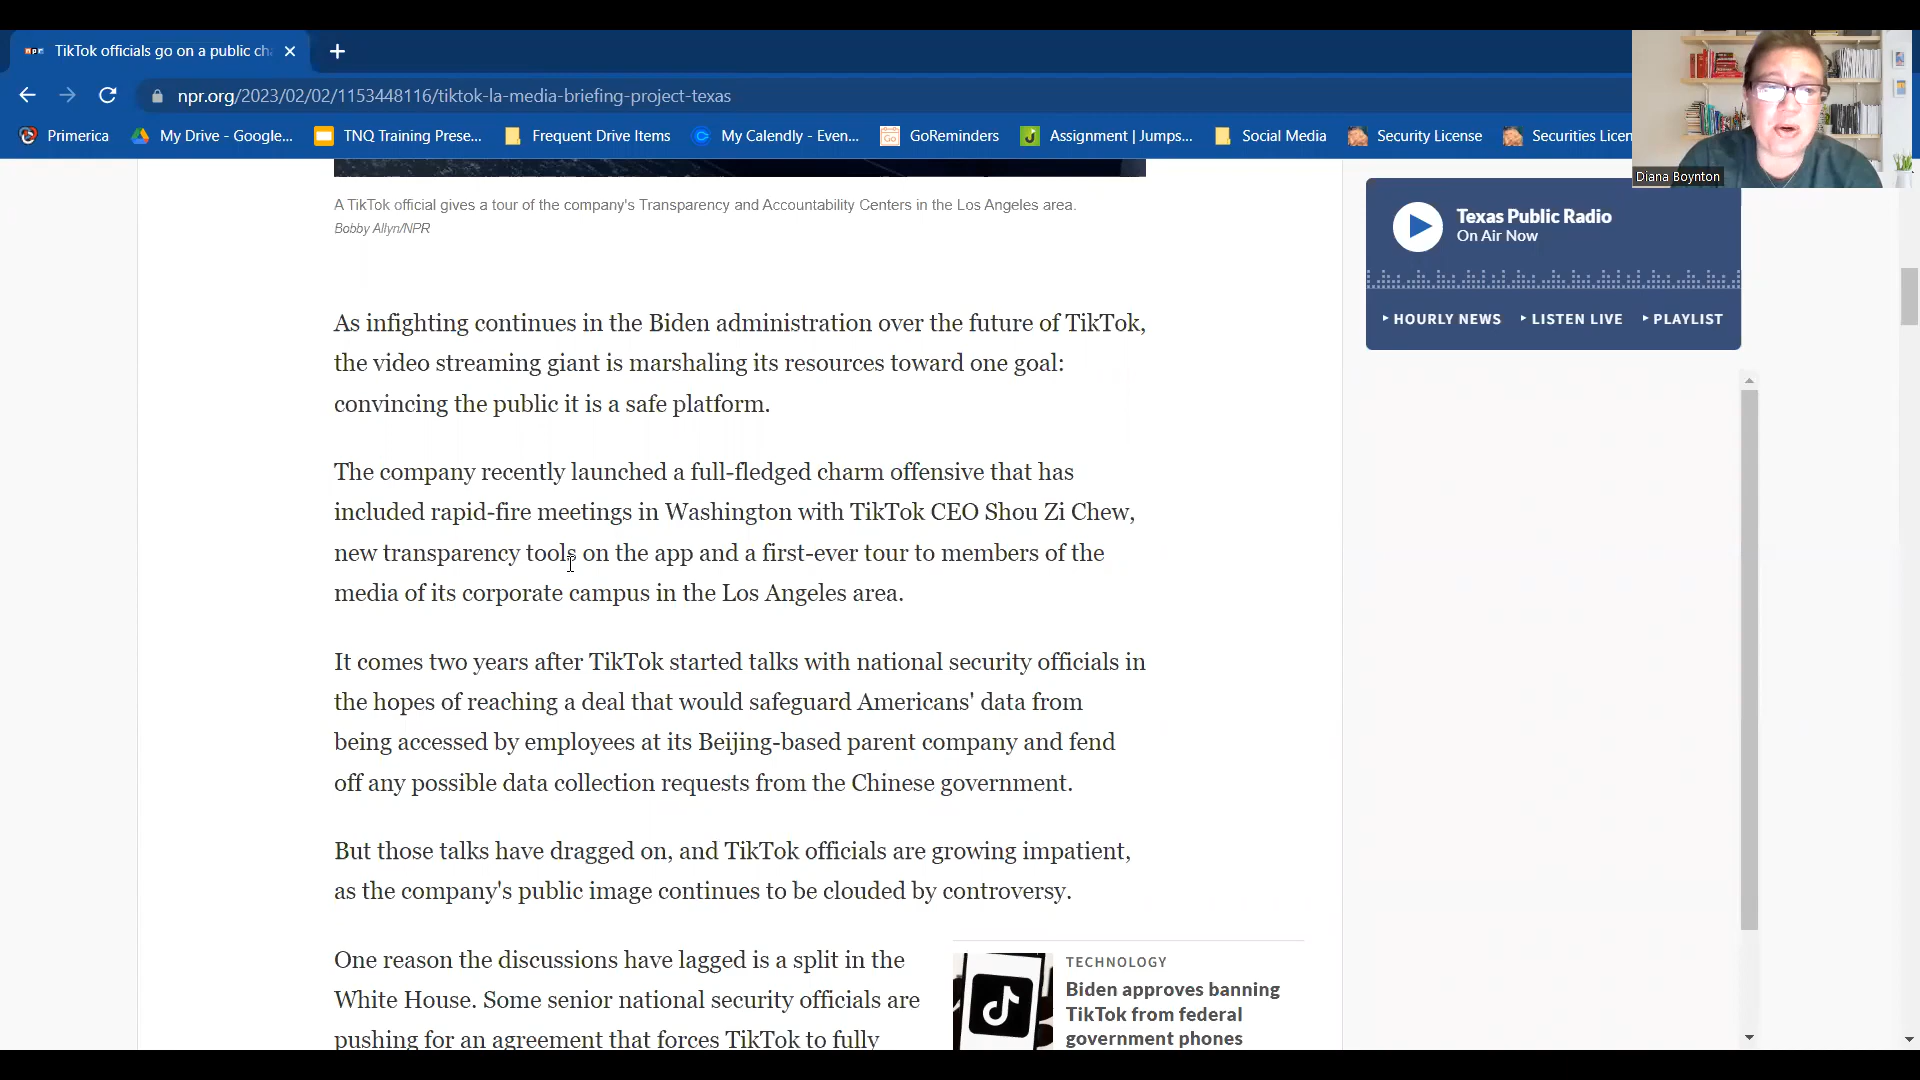 npr
TikTok officials go on a public cha
npr.org/2023/02/02/1153448116/tiktok-la-media-briefing-project-texas
Primerica
My Drive - Google...
TNQ Training Prese...
Frequent Drive Items
My Calendly - Even...
GoReminders
Assignment | Jumps...
Social Media
Security License
Securities Licen
Diana Boynton
A TikTok official gives a tour of the company's Transparency and Accountability Centers in the Los Angeles area.
Bobby Allyn/NPR
Texas Public Radio
On Air Now
HOURLY NEWS
LISTEN LIVE
PLAYLIST
As infighting continues in the Biden administration over the future of TikTok,
the video streaming giant is marshaling its resources toward one goal:
convincing the public it is a safe platform.
The company recently launched a full-fledged charm offensive that has
included rapid-fire meetings in Washington with TikTok CEO Shou Zi Chew,
new transparency tools on the app and a first-ever tour to members of the
media of its corporate campus in the Los Angeles area.
It comes two years after TikTok started talks with national security officials in
the hopes of reaching a deal that would safeguard Americans' data from
being accessed by employees at its Beijing-based parent company and fend
off any possible data collection requests from the Chinese government.
But those talks have dragged on, and TikTok officials are growing impatient,
as the company's public image continues to be clouded by controversy.
One reason the discussions have lagged is a split in the
White House. Some senior national security officials are
pushing for an agreement that forces TikTok to fully
TECHNOLOGY
Biden approves banning
TikTok from federal
government phones